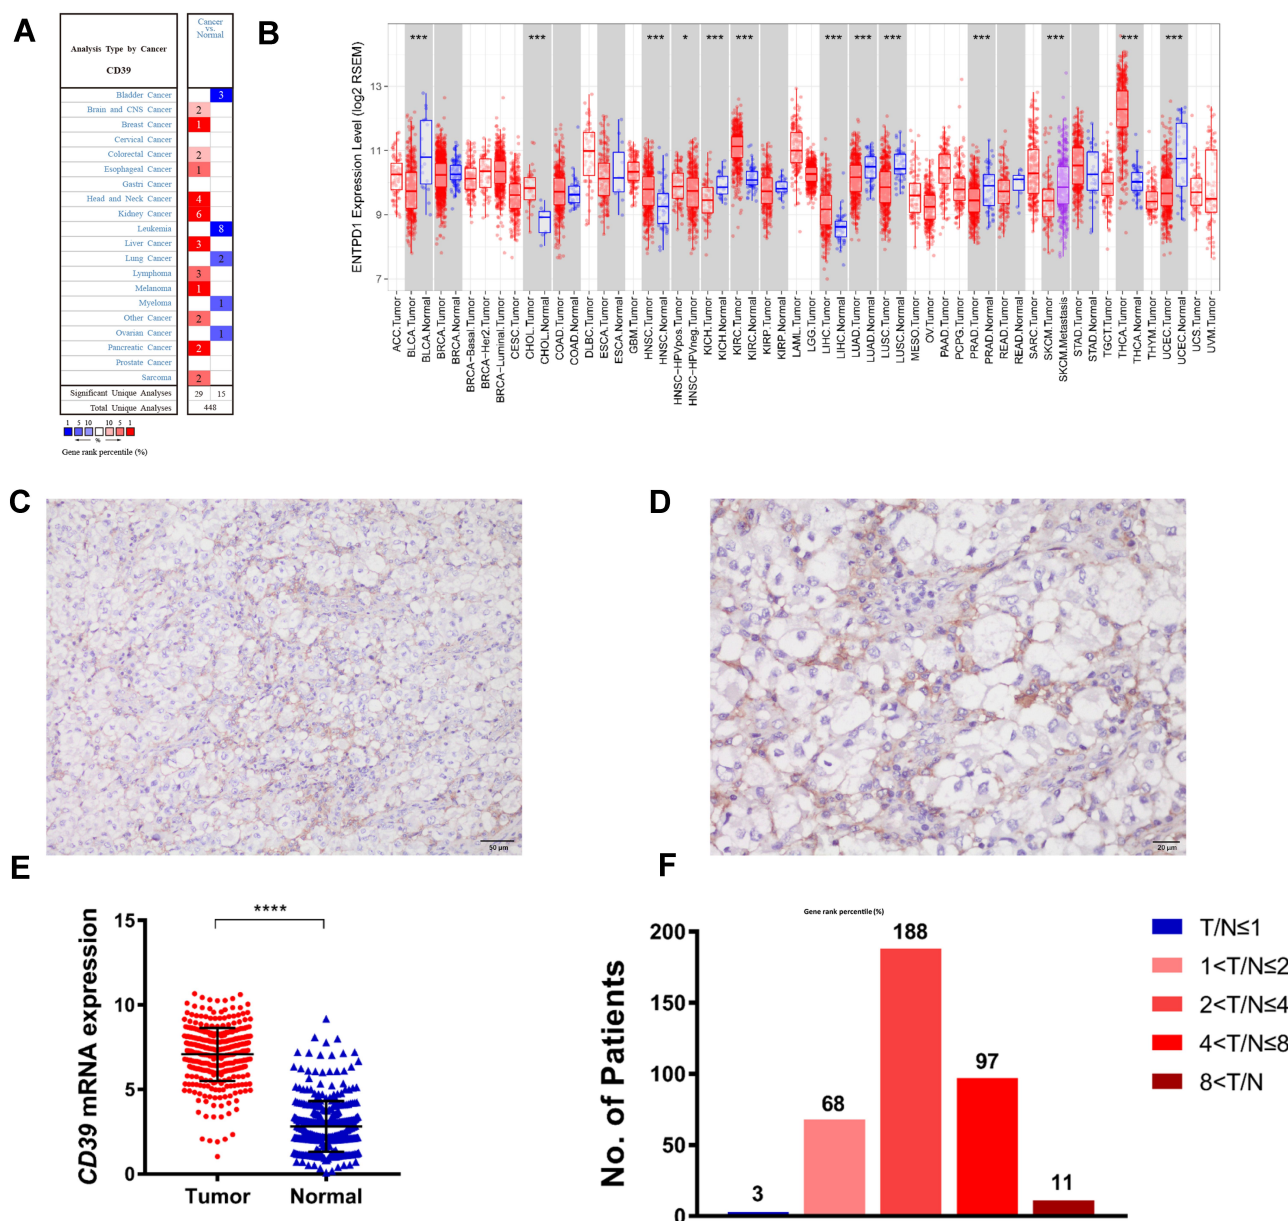 A
Analysis Type by Cancer
CD39
Cancer
vs.
Normal
Bladder Cancer 3
Brain and CNS Cancer 2
Breast Cancer 1
Cervical Cancer
Colorectal Cancer 2
Esophageal Cancer 1
Gastri Cancer
Head and Neck Cancer 4
Kidney Cancer 6
Leukemia 8
Liver Cancer 3
Lung Cancer 2
Lymphoma 3
Melanoma 1
Myeloma 1
Other Cancer 2
Ovarian Cancer 1
Pancreatic Cancer 2
Prostate Cancer
Sarcoma 2
Significant Unique Analyses 29 15
Total Unique Analyses 448
1 5 10 10 5 1
%
Gene rank percentile (%)
B
ENTPD1 Expression Level (log2 RSEM)
13
11
9
7
*** *** *** * *** *** *** *** *** *** *** *** ***
ACC.Tumor
BLCA.Tumor
BLCA.Normal
BRCA.Tumor
BRCA.Normal
BRCA-Basal.Tumor
BRCA-Her2.Tumor
BRCA-Luminal.Tumor
CESC.Tumor
CHOL.Tumor
CHOL.Normal
COAD.Tumor
COAD.Normal
DLBC.Tumor
ESCA.Tumor
ESCA.Normal
GBM.Tumor
HNSC.Tumor
HNSC.Normal
HNSC-HPVpos.Tumor
HNSC-HPVneg.Tumor
KICH.Tumor
KICH.Normal
KIRC.Tumor
KIRC.Normal
KIRP.Tumor
KIRP.Normal
LAML.Tumor
LGG.Tumor
LIHC.Tumor
LIHC.Normal
LUAD.Tumor
LUAD.Normal
LUSC.Tumor
LUSC.Normal
MESO.Tumor
OV.Tumor
PAAD.Tumor
PCPG.Tumor
PRAD.Tumor
PRAD.Normal
READ.Tumor
READ.Normal
SARC.Tumor
SKCM.Tumor
SKCM.Metastasis
STAD.Tumor
STAD.Normal
TGCT.Tumor
THCA.Tumor
THCA.Normal
THYM.Tumor
UCEC.Tumor
UCEC.Normal
UCS.Tumor
UVM.Tumor
C
50 μm
D
20 μm
E
CD39 mRNA expression
15
10
5
0
****
Tumor Normal
F
Gene rank percentile (%)
No. of Patients
200
150
100
50
0
3
68
188
97
11
T/N≤1
1<T/N≤2
2<T/N≤4
4<T/N≤8
8<T/N